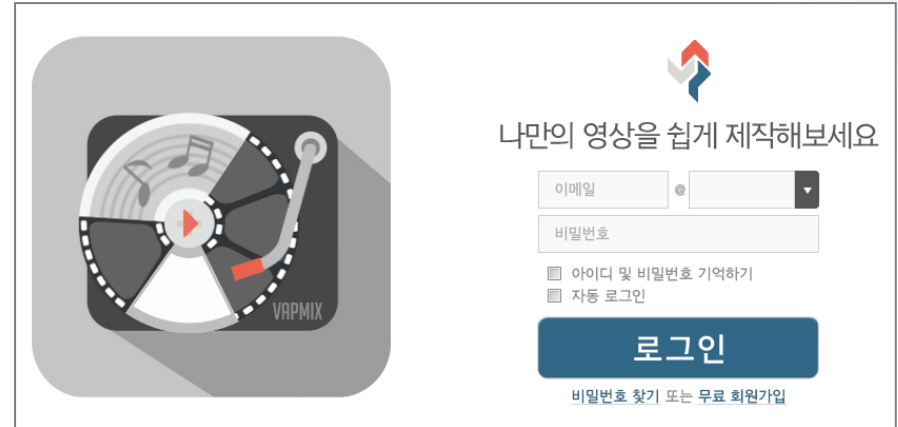 VAPMIX
나만의 영상을 쉽게 제작해보세요
이메일 @
비밀번호
아이디 및 비밀번호 기억하기
자동 로그인
로그인
비밀번호 찾기 또는 무료 회원가입